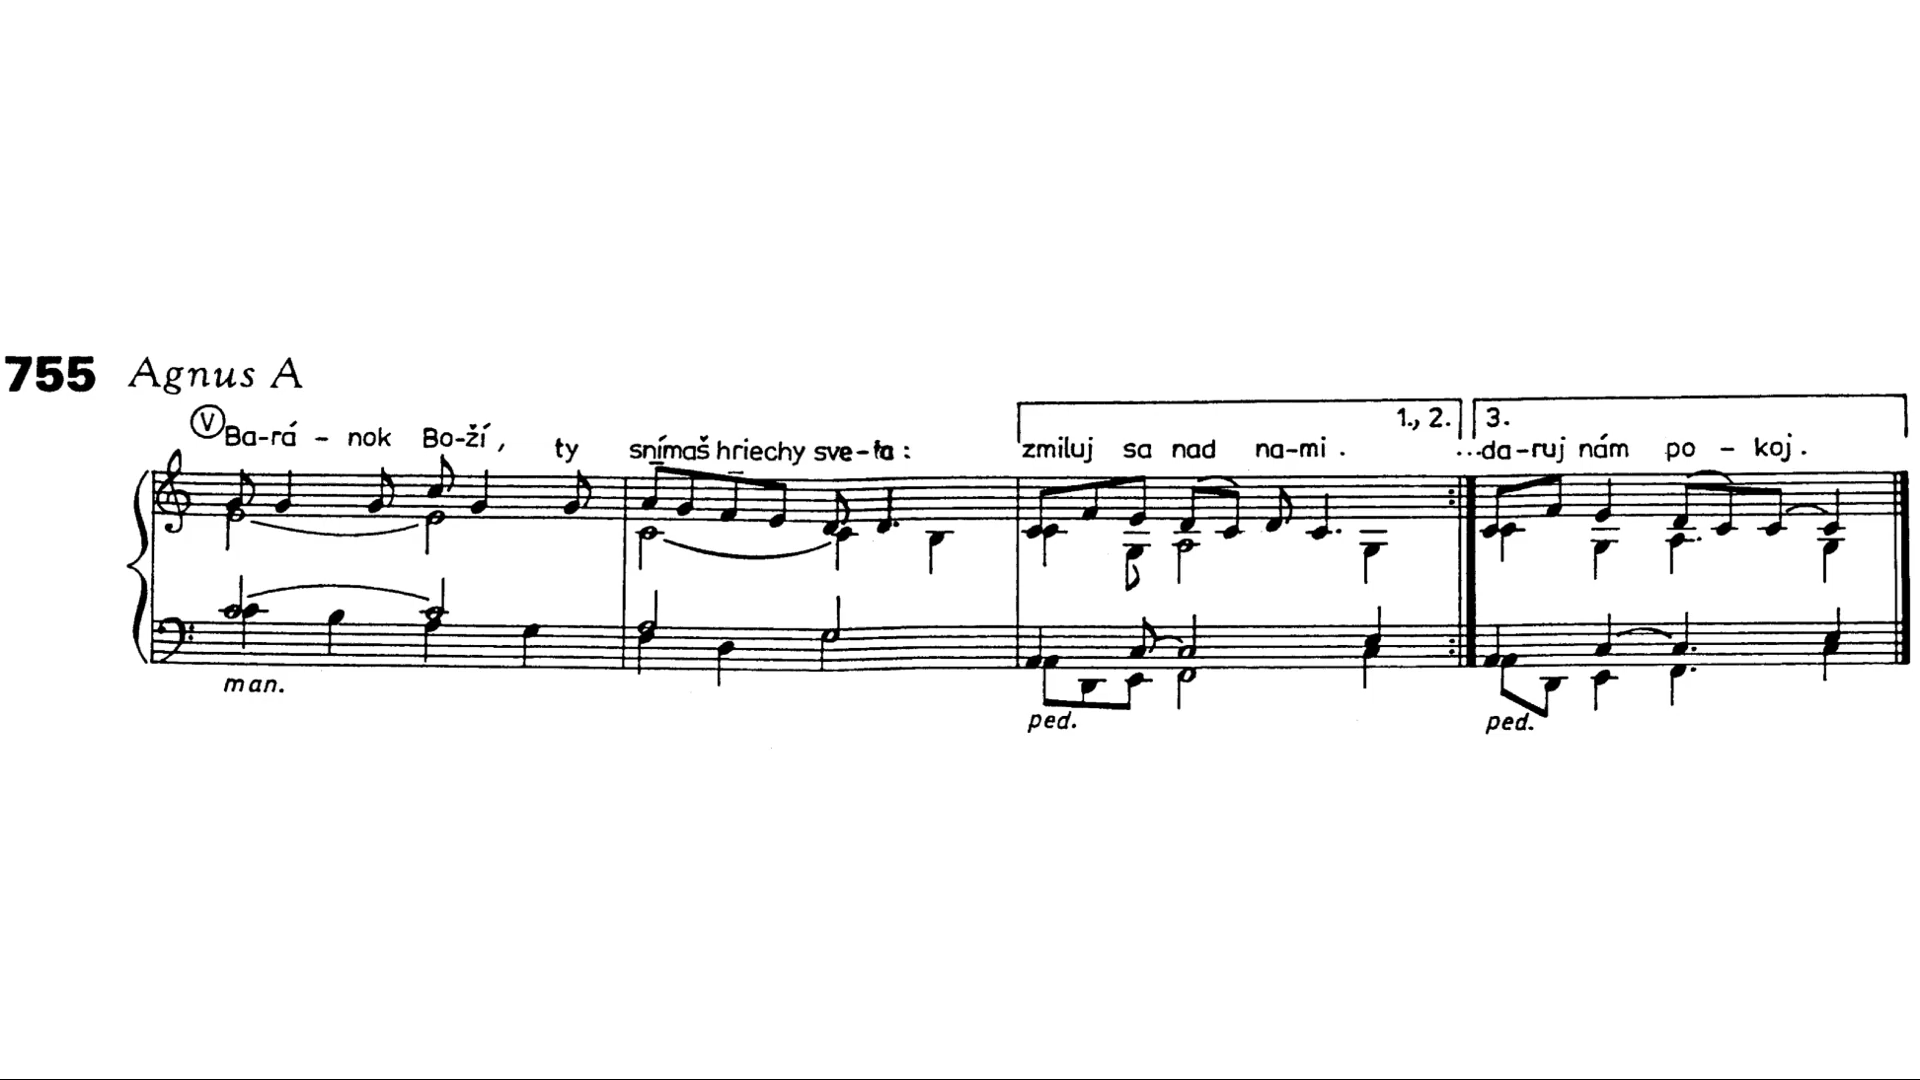 755 Agnus A
1., 2. 3.
Ⓥ Ba-rá - nok Bo-ží, ty snímaš hriechy sve-ta: zmiluj sa nad na-mi. ...da-ruj nám po - koj.
man. ped. ped.